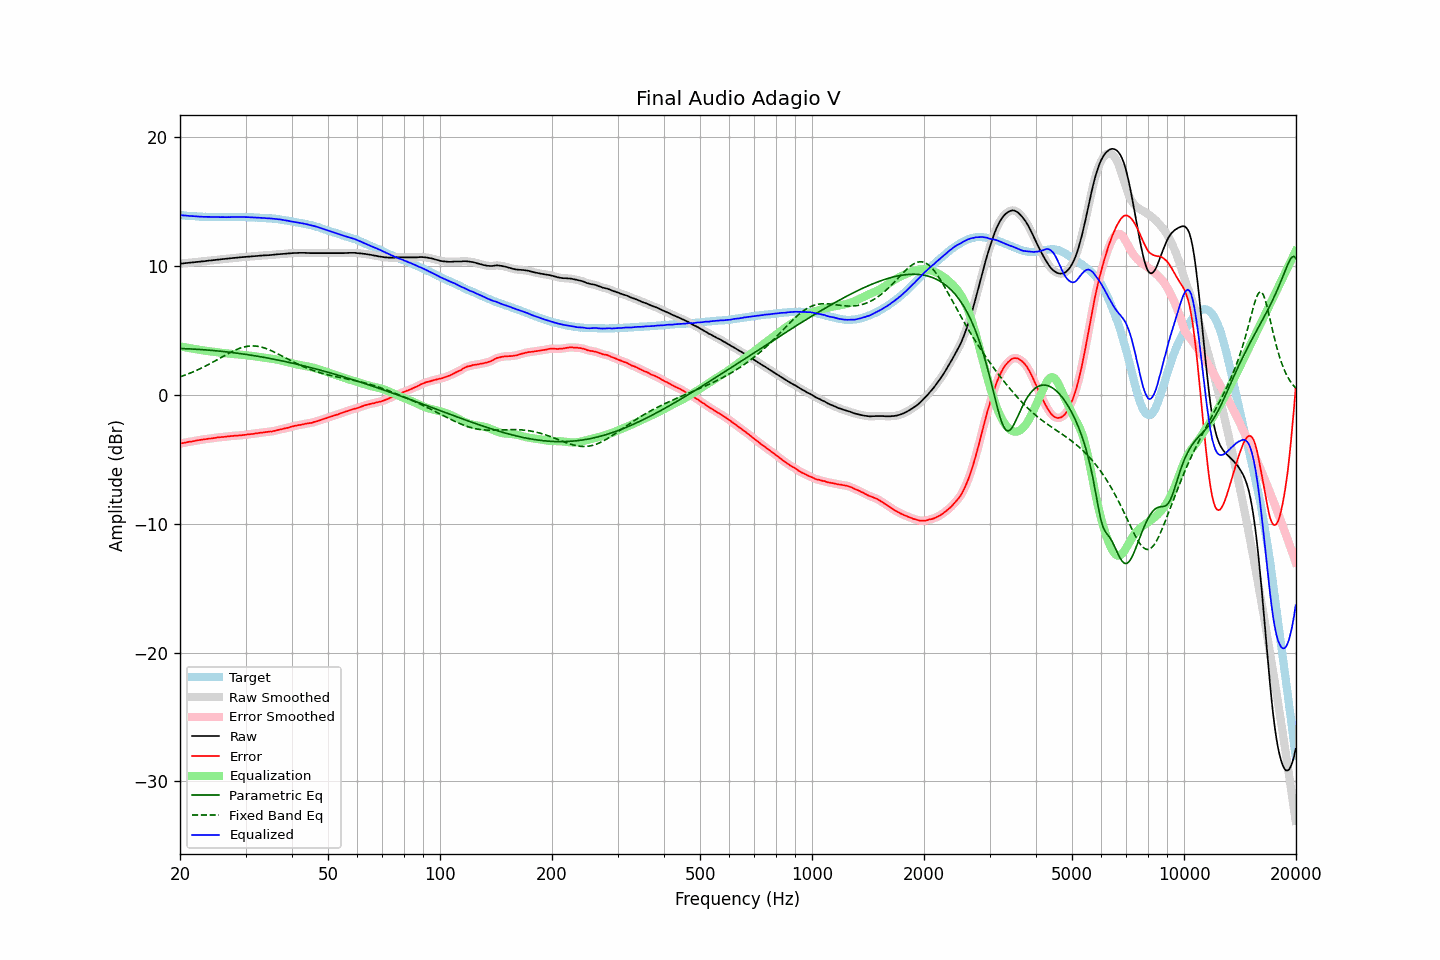 Final Audio Adagio V
20
10
0
−10
−20
−30
Amplitude (dBr)
Target
Raw Smoothed
Error Smoothed
Raw
Error
Equalization
Parametric Eq
Fixed Band Eq
Equalized
20 50 100 200 500 1000 2000 5000 10000 20000
Frequency (Hz)